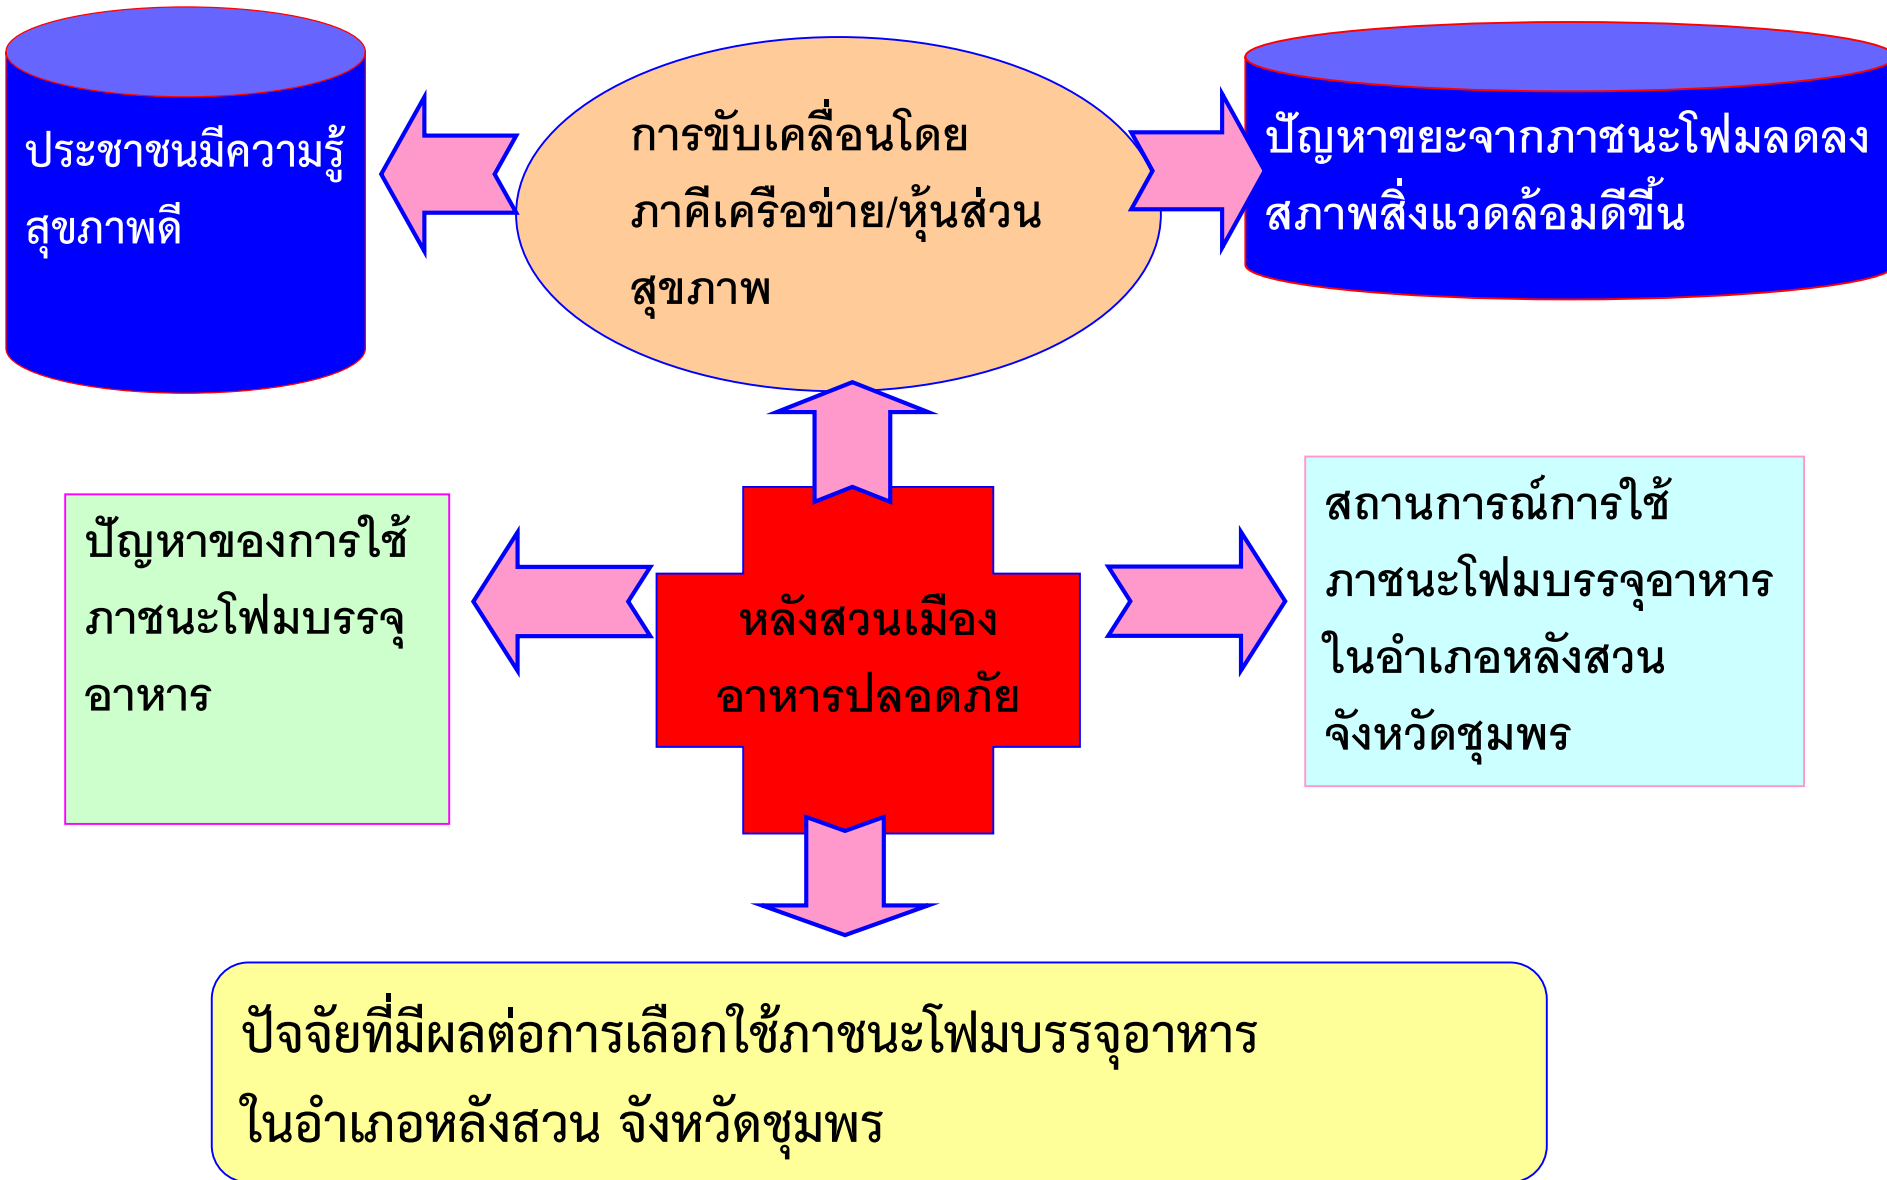 ประชาชนมีความรู้
สุขภาพดี
การขับเคลื่อนโดย
ภาคีเครือข่าย/หุ้นส่วน
สุขภาพ
ปัญหาขยะจากภาชนะโฟมลดลง
สภาพสิ่งแวดล้อมดีขี้น
ปัญหาของการใช้
ภาชนะโฟมบรรจุ
อาหาร
หลังสวนเมือง
อาหารปลอดภัย
สถานการณ์การใช้
ภาชนะโฟมบรรจุอาหาร
ในอำเภอหลังสวน
จังหวัดชุมพร
ปัจจัยที่มีผลต่อการเลือกใช้ภาชนะโฟมบรรจุอาหาร
ในอำเภอหลังสวน จังหวัดชุมพร